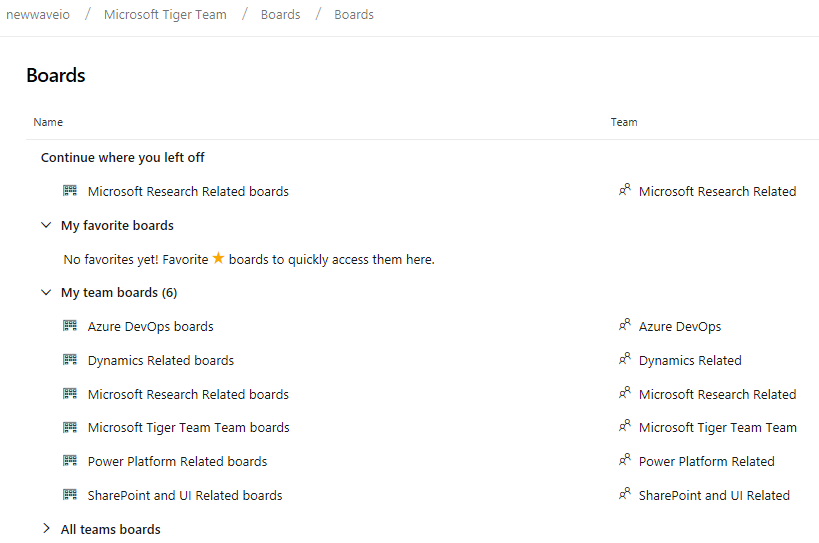 newwaveio / Microsoft Tiger Team / Boards / Boards
Boards
Name Team
Continue where you left off
Microsoft Research Related boards Microsoft Research Related
My favorite boards
No favorites yet! Favorite ★ boards to quickly access them here.
My team boards (6)
Azure DevOps boards Azure DevOps
Dynamics Related boards Dynamics Related
Microsoft Research Related boards Microsoft Research Related
Microsoft Tiger Team Team boards Microsoft Tiger Team Team
Power Platform Related boards Power Platform Related
SharePoint and UI Related boards SharePoint and UI Related
All teams boards